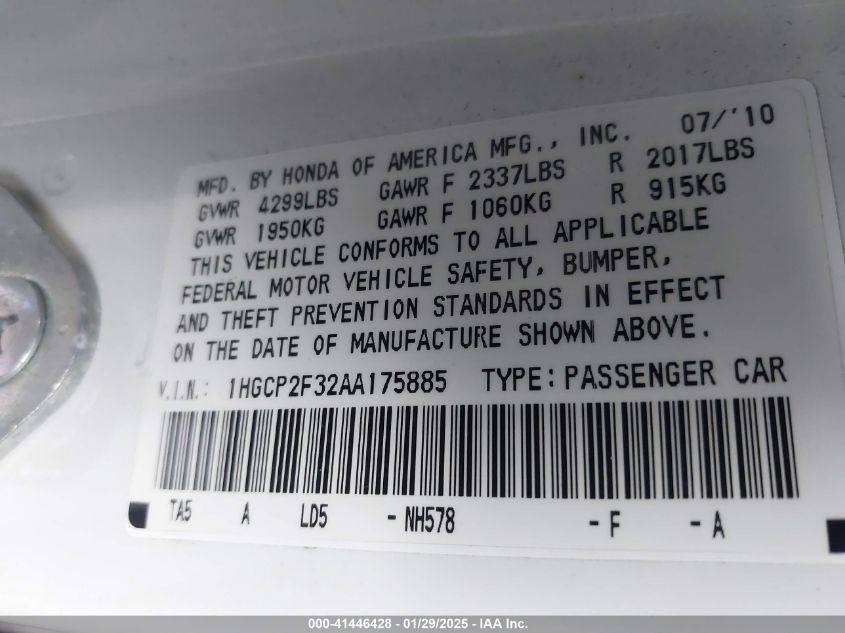 MFD. BY HONDA OF AMERICA MFG., INC. 07/'10
GVWR 4299LBS GAWR F 2337LBS R 2017LBS
GVWR 1950KG GAWR F 1060KG R 915KG
THIS VEHICLE CONFORMS TO ALL APPLICABLE
FEDERAL MOTOR VEHICLE SAFETY, BUMPER,
AND THEFT PREVENTION STANDARDS IN EFFECT
ON THE DATE OF MANUFACTURE SHOWN ABOVE.
V.I.N.: 1HGCP2F32AA175885 TYPE: PASSENGER CAR
TA5 A LD5 -NH578 -F -A
000-41446428 - 01/29/2025 - IAA Inc.